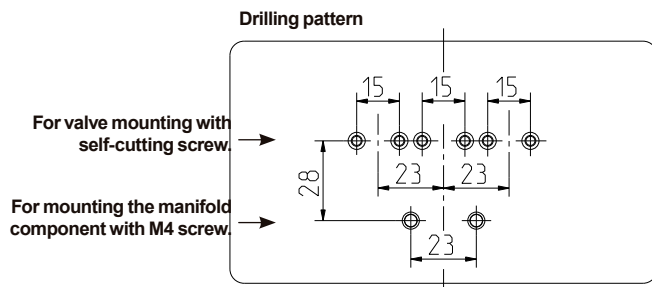 Drilling pattern
15 15 15
For valve mounting with
self-cutting screw.
23 23
28
For mounting the manifold
component with M4 screw.
23